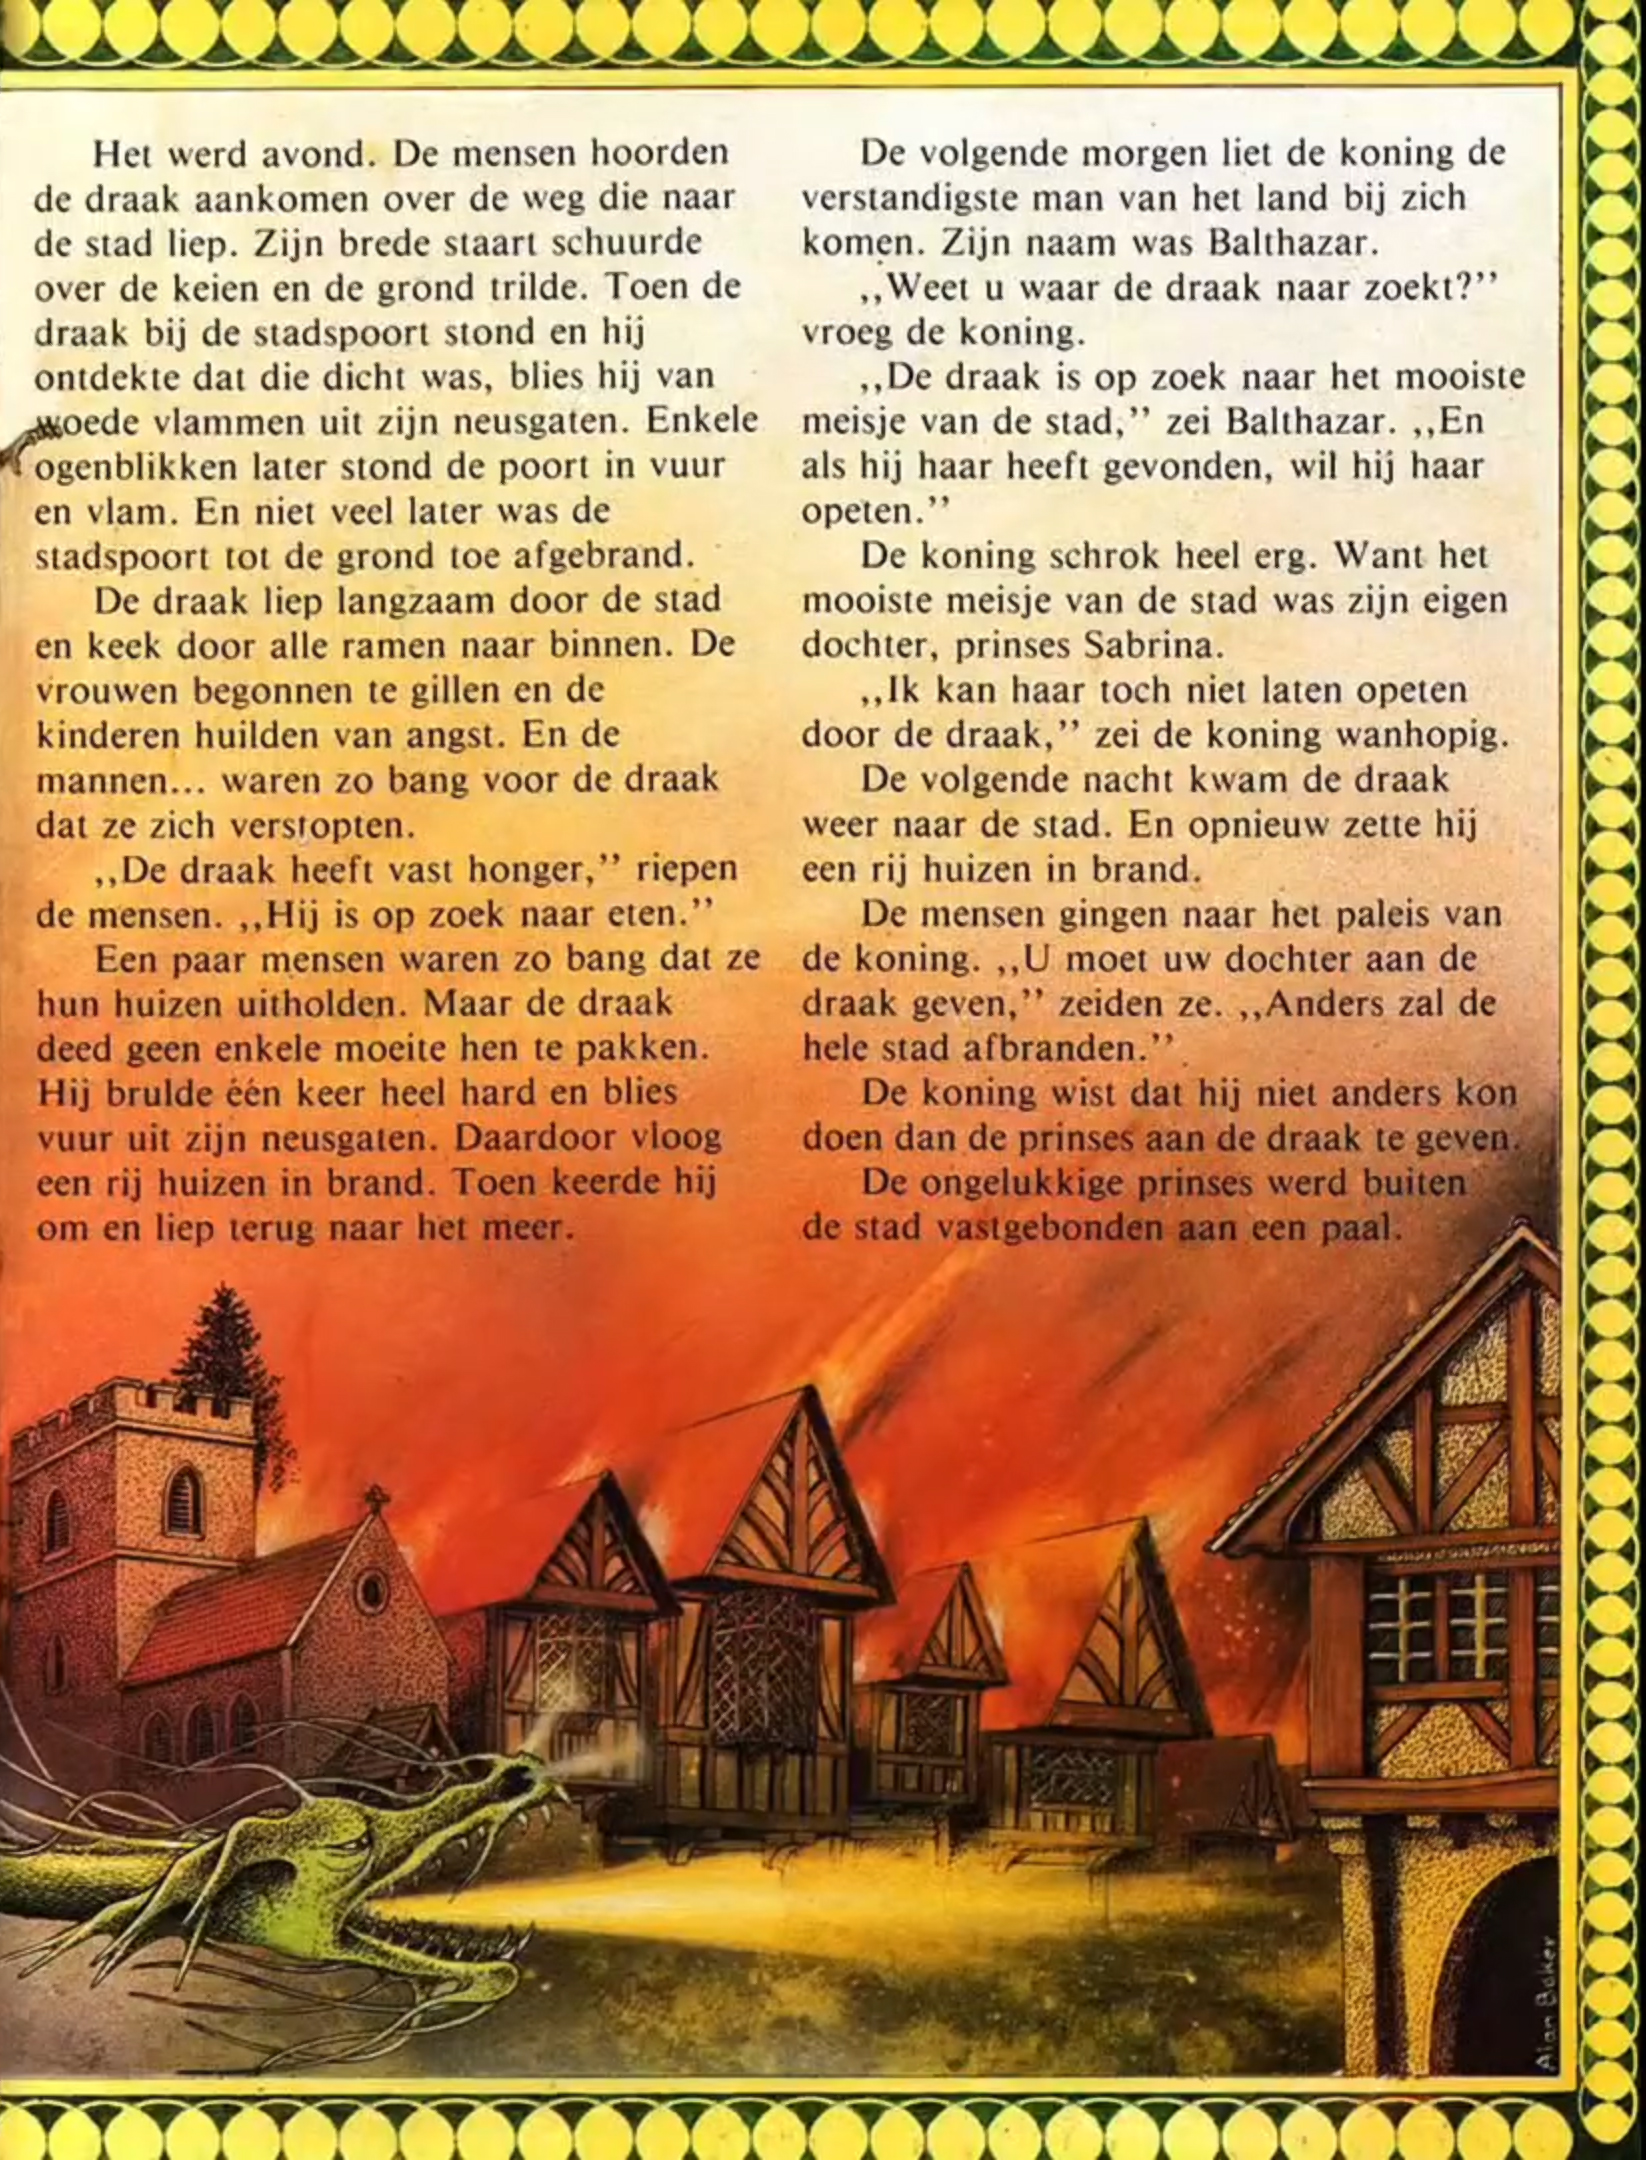 Het werd avond. De mensen hoorden
de draak aankomen over de weg die naar
de stad liep. Zijn brede staart schuurde
over de keien en de grond trilde. Toen de
draak bij de stadspoort stond en hij
ontdekte dat die dicht was, blies hij van
woede vlammen uit zijn neusgaten. Enkele
ogenblikken later stond de poort in vuur
en vlam. En niet veel later was de
stadspoort tot de grond toe afgebrand.
De draak liep langzaam door de stad
en keek door alle ramen naar binnen. De
vrouwen begonnen te gillen en de
kinderen huilden van angst. En de
mannen... waren zo bang voor de draak
dat ze zich verstopten.
,,De draak heeft vast honger,'' riepen
de mensen. ,,Hij is op zoek naar eten.''
Een paar mensen waren zo bang dat ze
hun huizen uitholden. Maar de draak
deed geen enkele moeite hen te pakken.
Hij brulde één keer heel hard en blies
vuur uit zijn neusgaten. Daardoor vloog
een rij huizen in brand. Toen keerde hij
om en liep terug naar het meer.
De volgende morgen liet de koning de
verstandigste man van het land bij zich
komen. Zijn naam was Balthazar.
,,Weet u waar de draak naar zoekt?''
vroeg de koning.
,,De draak is op zoek naar het mooiste
meisje van de stad,'' zei Balthazar. ,,En
als hij haar heeft gevonden, wil hij haar
opeten.''
De koning schrok heel erg. Want het
mooiste meisje van de stad was zijn eigen
dochter, prinses Sabrina.
,,Ik kan haar toch niet laten opeten
door de draak,'' zei de koning wanhopig.
De volgende nacht kwam de draak
weer naar de stad. En opnieuw zette hij
een rij huizen in brand.
De mensen gingen naar het paleis van
de koning. ,,U moet uw dochter aan de
draak geven,'' zeiden ze. ,,Anders zal de
hele stad afbranden.''
De koning wist dat hij niet anders kon
doen dan de prinses aan de draak te geven.
De ongelukkige prinses werd buiten
de stad vastgebonden aan een paal.
Alan Baker